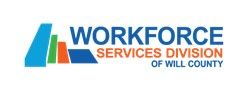 WORKFORCE
SERVICES DIVISION
OF WILL COUNTY